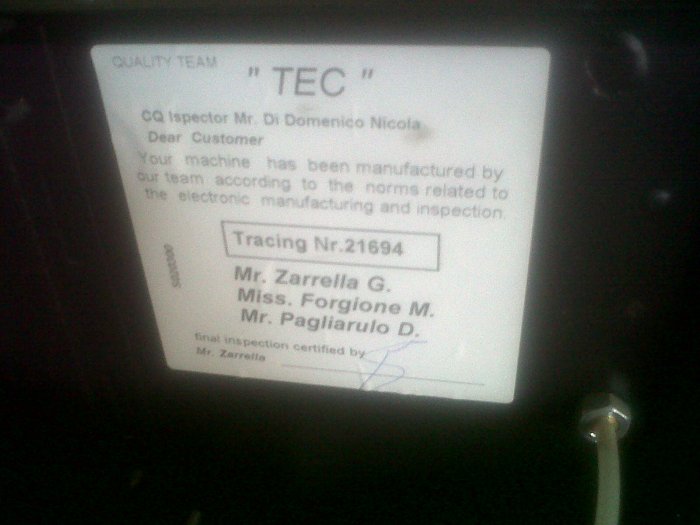 QUALITY TEAM
" TEC "
CQ Ispector Mr. Di Domenico Nicola
Dear Customer
Your machine has been manufactured by
our team according to the norms related to
the electronic manufacturing and inspection.
Tracing Nr.21694
Mr. Zarrella G.
Miss. Forgione M.
Mr. Pagliarulo D.
final inspection certified by
Mr. Zarrella